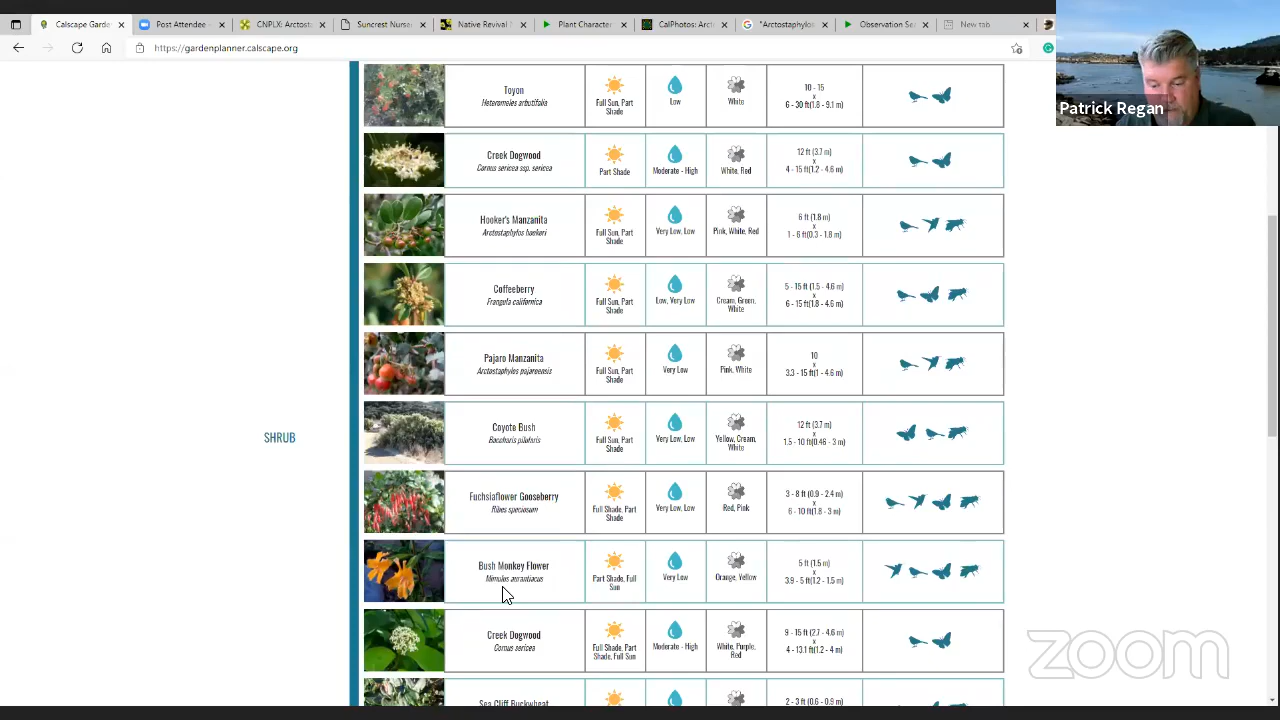 Calscape Garden
Post Attendee -
CNPLX: Arctost
Suncrest Nurse
Native Revival
Plant Character
CalPhotos: Arct
"Arctostaphylos
Observation Se
New tab
https://gardenplanner.calscape.org
Patrick Regan
Toyon
Heteromeles arbutifolia
Full Sun, Part
Shade
Low
White
10 - 15
x
6 - 30 ft(1.8 - 9.1 m)
Creek Dogwood
Cornus sericea ssp. sericea
Part Shade
Moderate - High
White, Red
12 ft (3.7 m)
x
4 - 15 ft(1.2 - 4.6 m)
Hooker's Manzanita
Arctostaphylos hookeri
Full Sun, Part
Shade
Very Low, Low
Pink, White, Red
6 ft (1.8 m)
x
1 - 6 ft(0.3 - 1.8 m)
Coffeeberry
Frangula californica
Full Sun, Part
Shade
Low, Very Low
Cream, Green,
White
5 - 15 ft (1.5 - 4.6 m)
x
6 - 15 ft(1.8 - 4.6 m)
Pajaro Manzanita
Arctostaphylos pajaroensis
Full Sun, Part
Shade
Very Low
Pink, White
10
x
3.3 - 15 ft(1 - 4.6 m)
SHRUB
Coyote Bush
Baccharis pilularis
Full Sun, Part
Shade
Very Low, Low
Yellow, Cream,
White
12 ft (3.7 m)
x
1.5 - 10 ft(0.46 - 3 m)
Fuchsiaflower Gooseberry
Ribes speciosum
Full Shade, Part
Shade
Very Low, Low
Red, Pink
3 - 8 ft (0.9 - 2.4 m)
x
6 - 10 ft(1.8 - 3 m)
Bush Monkey Flower
Mimulus aurantiacus
Part Shade, Full
Sun
Very Low
Orange, Yellow
5 ft (1.5 m)
x
3.9 - 5 ft(1.2 - 1.5 m)
Creek Dogwood
Cornus sericea
Full Shade, Part
Shade, Full Sun
Moderate - High
White, Purple,
Red
9 - 15 ft (2.7 - 4.6 m)
x
4 - 13.1 ft(1.2 - 4 m)
Sea Cliff Buckwheat
2 - 3 ft (0.6 - 0.9 m)
zoom